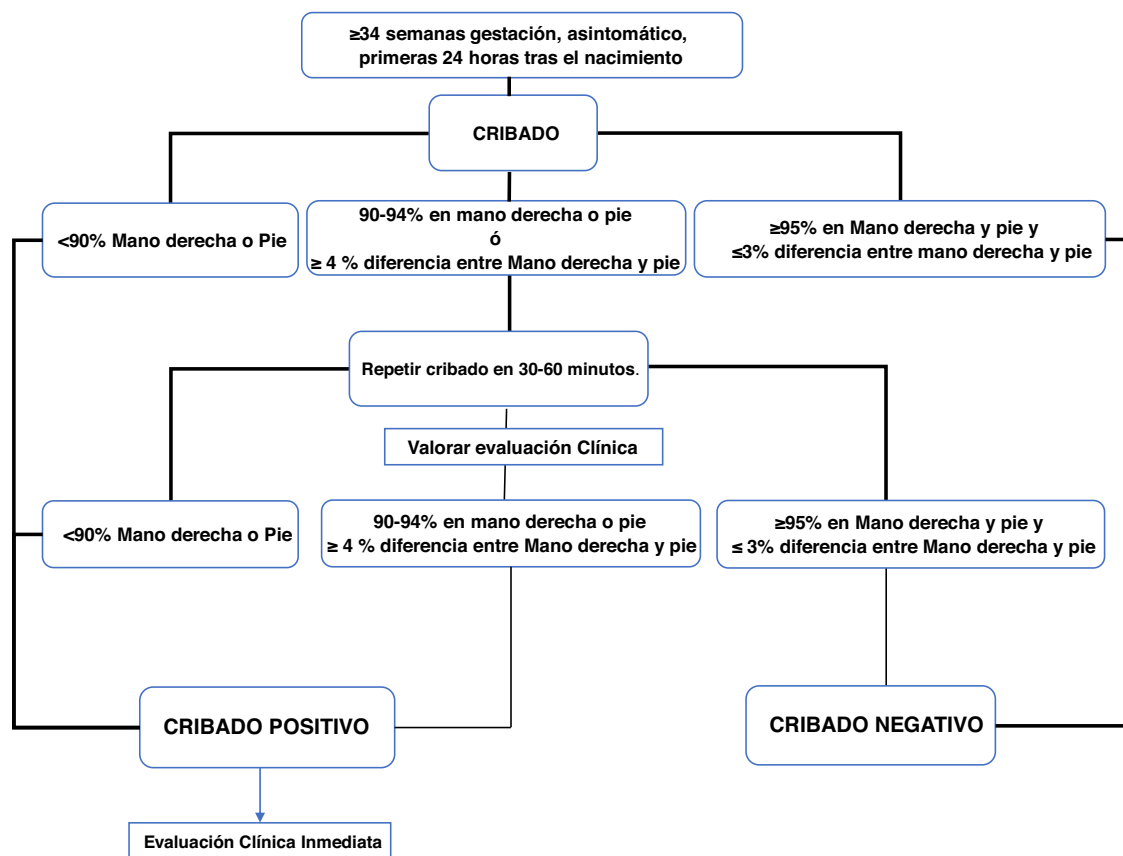 ≥34 semanas gestación, asintomático,
primeras 24 horas tras el nacimiento
CRIBADO
<90% Mano derecha o Pie
90-94% en mano derecha o pie
ó
≥ 4 % diferencia entre Mano derecha y pie
≥95% en Mano derecha y pie y
≤3% diferencia entre mano derecha y pie
Repetir cribado en 30-60 minutos.
Valorar evaluación Clínica
<90% Mano derecha o Pie
90-94% en mano derecha o pie
≥ 4 % diferencia entre Mano derecha y pie
≥95% en Mano derecha y pie y
≤ 3% diferencia entre Mano derecha y pie
CRIBADO POSITIVO
CRIBADO NEGATIVO
Evaluación Clínica Inmediata